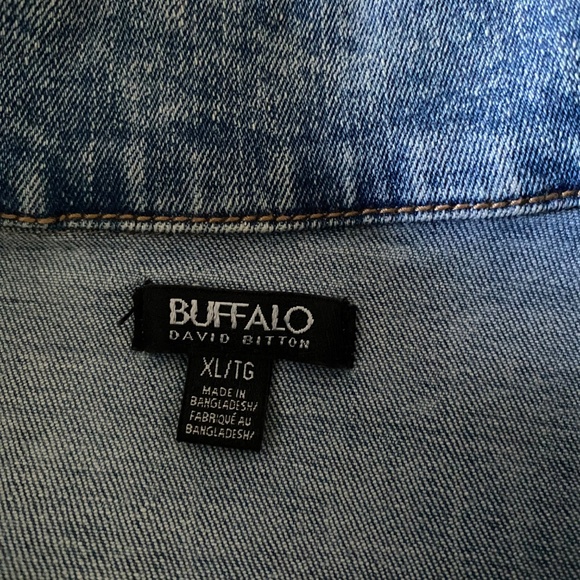 BUFFALO
DAVID BITTON
XL/TG
MADE IN
BANGLADESH/
FABRIQUÉ AU
BANGLADESH/